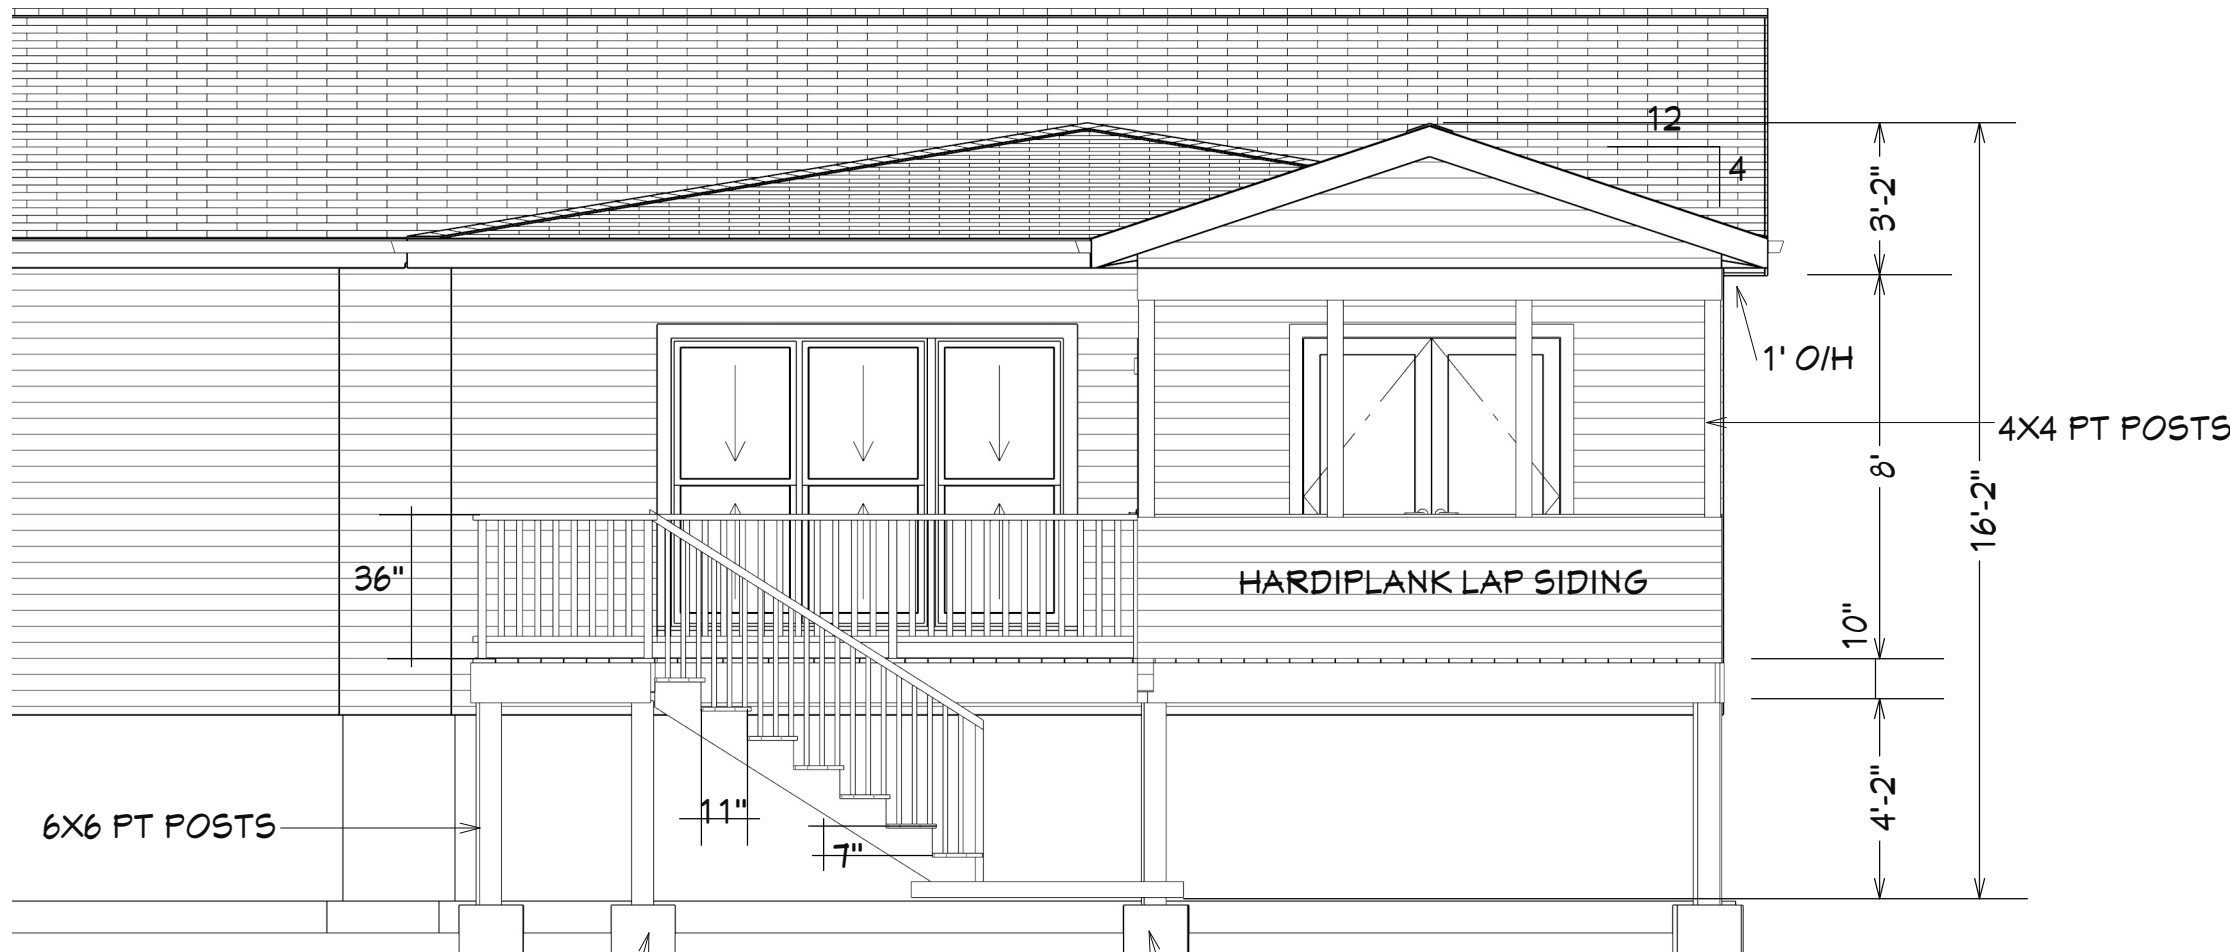 12
4
3'-2"
1' O/H
4X4 PT POSTS
8'
16'-2"
36"
HARDIPLANK LAP SIDING
10"
11"
7"
4'-2"
6X6 PT POSTS